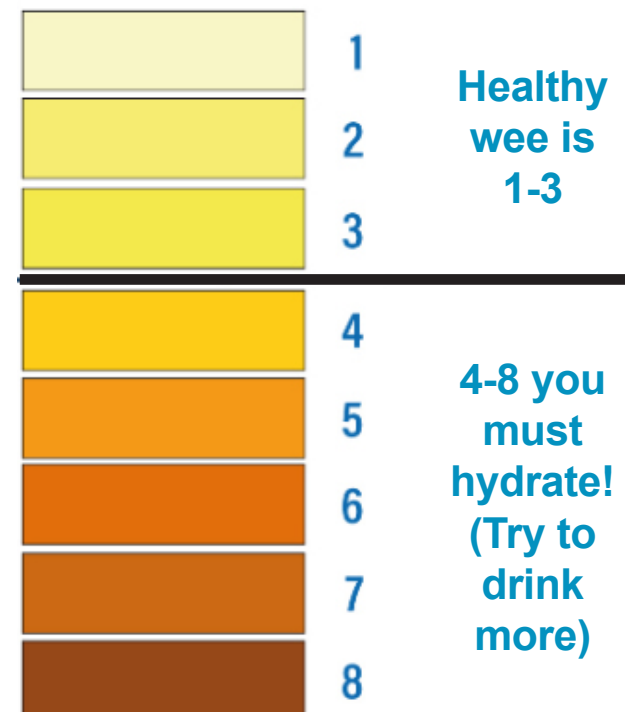 1
2
3
Healthy
wee is
1-3
4
5
6
7
8
4-8 you
must
hydrate!
(Try to
drink
more)